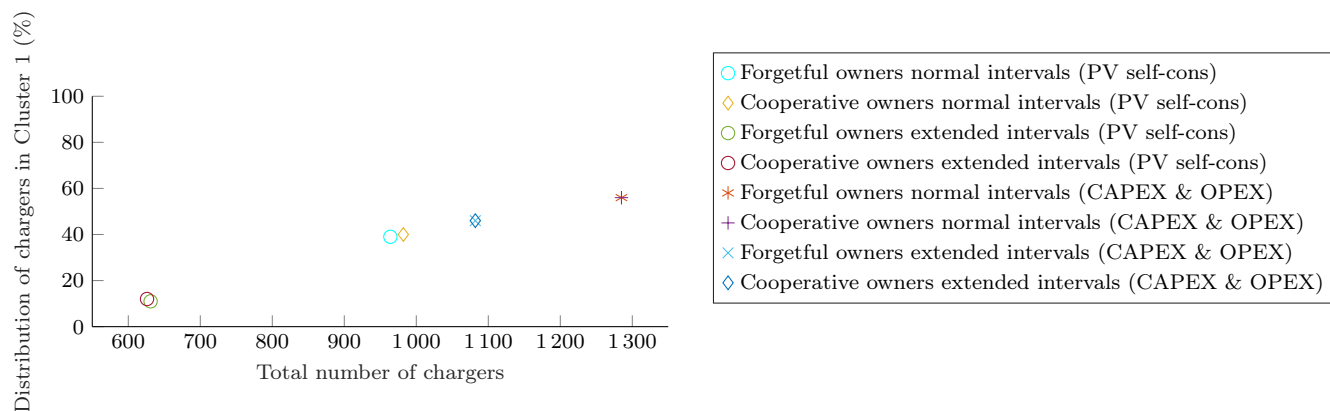 Distribution of chargers in Cluster 1 (%)
100
80
60
40
20
0
600 700 800 900 1 000 1 100 1 200 1 300
Total number of chargers
Forgetful owners normal intervals (PV self-cons)
Cooperative owners normal intervals (PV self-cons)
Forgetful owners extended intervals (PV self-cons)
Cooperative owners extended intervals (PV self-cons)
Forgetful owners normal intervals (CAPEX & OPEX)
Cooperative owners normal intervals (CAPEX & OPEX)
Forgetful owners extended intervals (CAPEX & OPEX)
Cooperative owners extended intervals (CAPEX & OPEX)